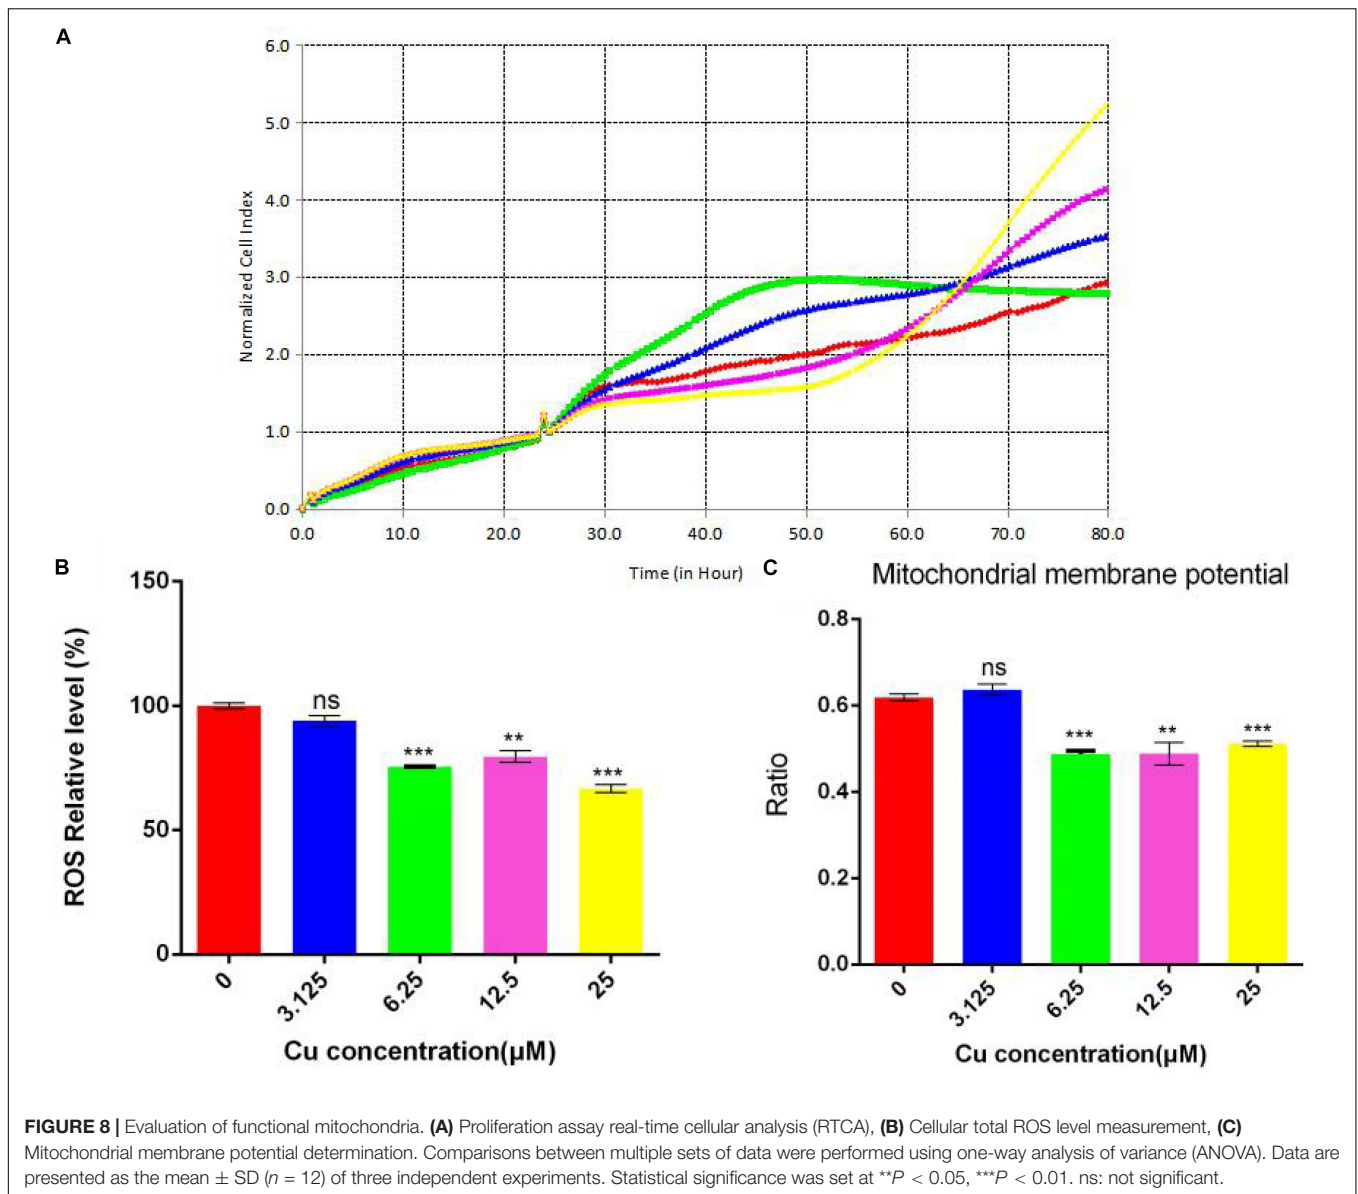 A
6.0
5.0
4.0
3.0
2.0
1.0
0.0
Normalized Cell Index
0.0 10.0 20.0 30.0 40.0 50.0 60.0 70.0 80.0
Time (in Hour)
B
150
100
50
0
ROS Relative level (%)
ns
***
**
***
0 3.125 6.25 12.5 25
Cu concentration(μM)
C
Mitochondrial membrane potential
0.8
0.6
0.4
0.2
0.0
Ratio
ns
***
**
***
0 3.125 6.25 12.5 25
Cu concentration(μM)
FIGURE 8 | Evaluation of functional mitochondria. (A) Proliferation assay real-time cellular analysis (RTCA), (B) Cellular total ROS level measurement, (C)
Mitochondrial membrane potential determination. Comparisons between multiple sets of data were performed using one-way analysis of variance (ANOVA). Data are
presented as the mean ± SD (n = 12) of three independent experiments. Statistical significance was set at **P < 0.05, ***P < 0.01. ns: not significant.